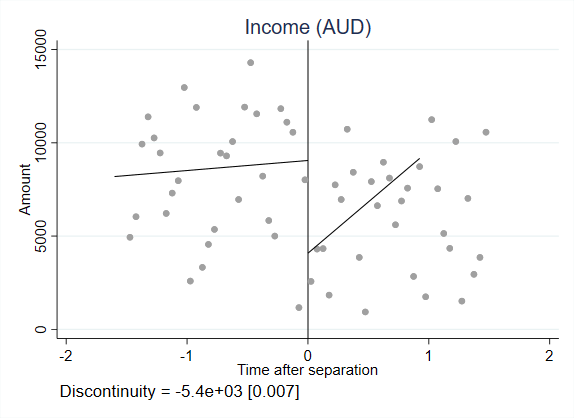 Income (AUD)
Amount
15000
10000
5000
0
-2 -1 0 1 2
Time after separation
Discontinuity = -5.4e+03 [0.007]